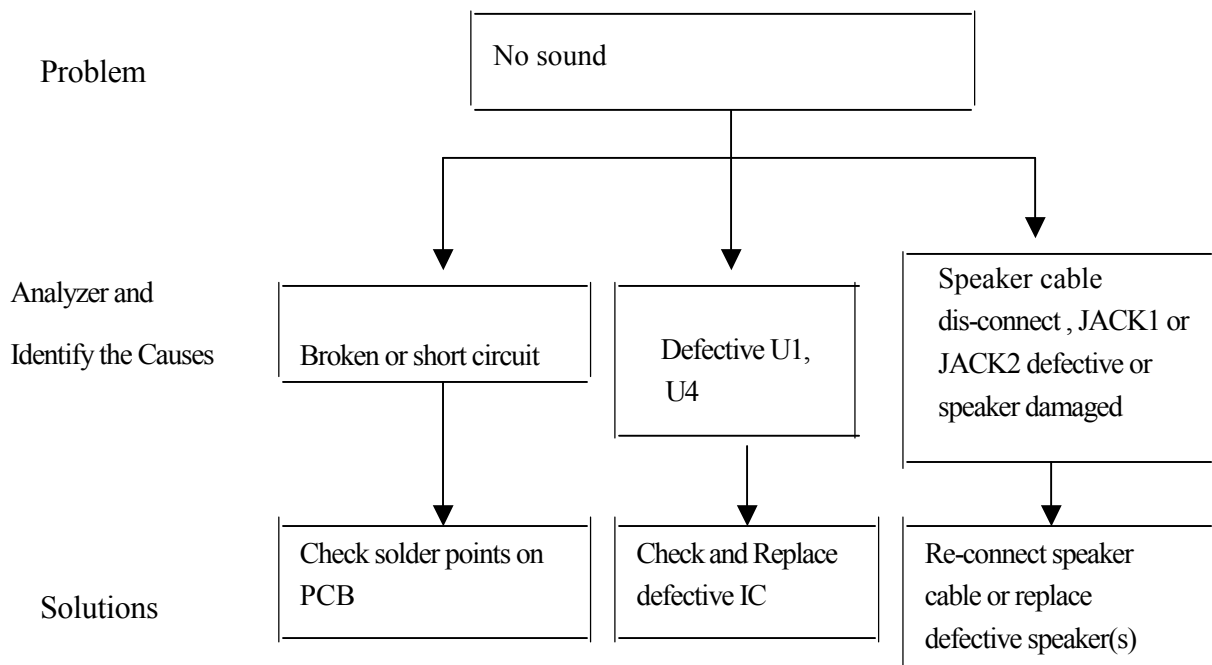 Problem
No sound
Analyzer and
Identify the Causes
Broken or short circuit
Defective U1,
U4
Speaker cable
dis-connect , JACK1 or
JACK2 defective or
speaker damaged
Solutions
Check solder points on
PCB
Check and Replace
defective IC
Re-connect speaker
cable or replace
defective speaker(s)